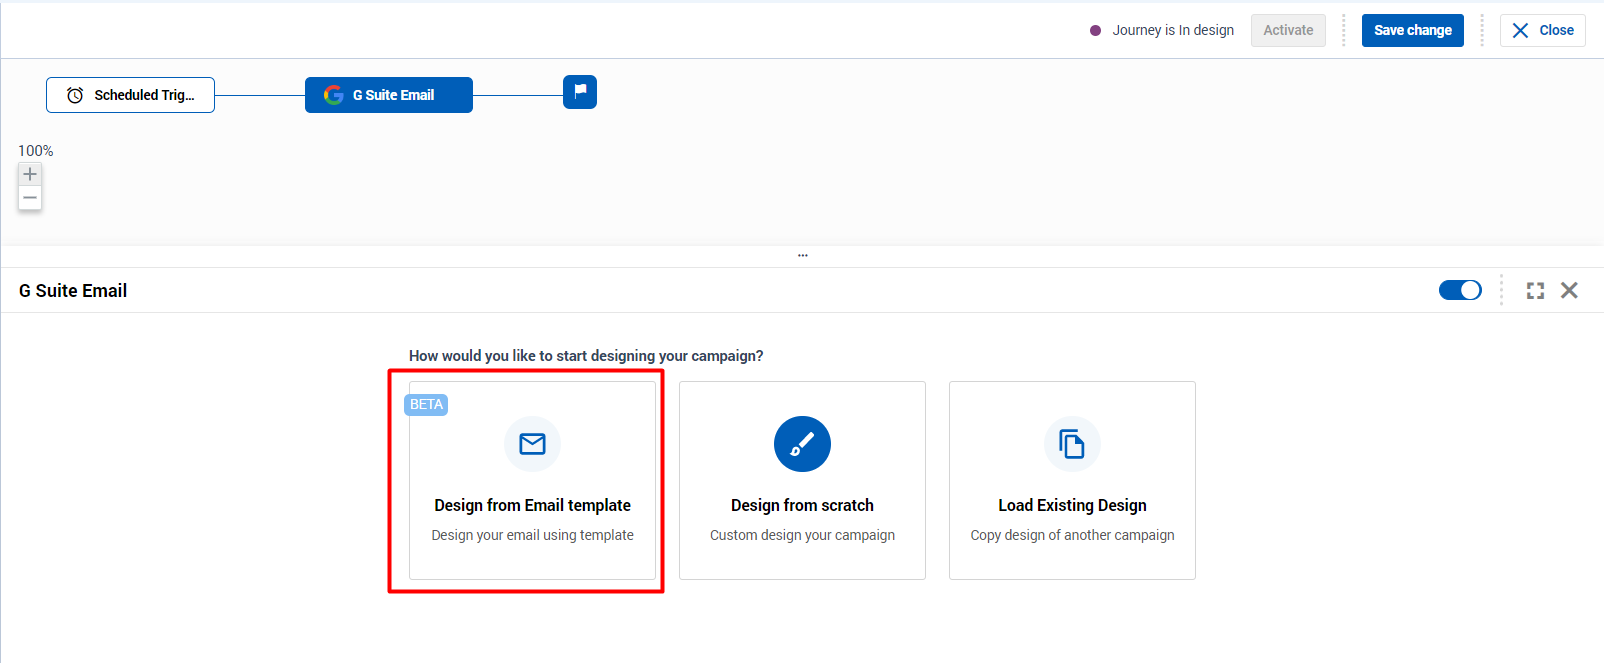 Journey is In design
Activate
Save change
Close
Scheduled Trig...
G Suite Email
100%
G Suite Email
How would you like to start designing your campaign?
BETA
Design from Email template
Design your email using template
Design from scratch
Custom design your campaign
Load Existing Design
Copy design of another campaign